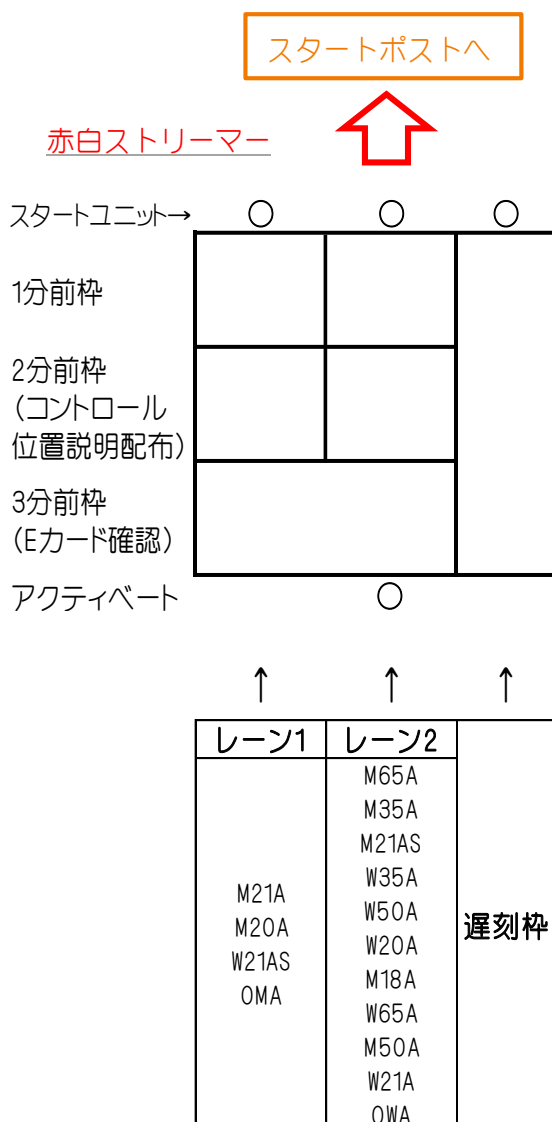 スタートポストへ
赤白ストリーマー
スタートユニット→
1分前枠
2分前枠
(コントロール
位置説明配布)
3分前枠
(Eカード確認)
アクティベート
レーン1
レーン2
M21A
M20A
W21AS
OMA
M65A
M35A
M21AS
W35A
W50A
W20A
M18A
W65A
M50A
W21A
OWA
遅刻枠